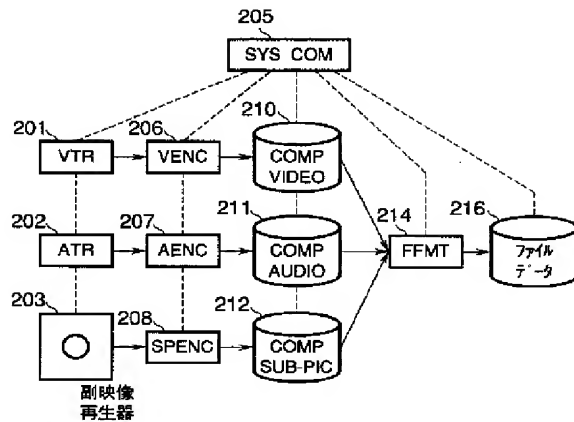 205
SYS COM
201
VTR
206
VENC
210
COMP
VIDEO
202
ATR
207
AENC
211
COMP
AUDIO
214
FFMT
216
ファイル
データ
203
208
SPENC
212
COMP
SUB-PIC
副映像
再生器